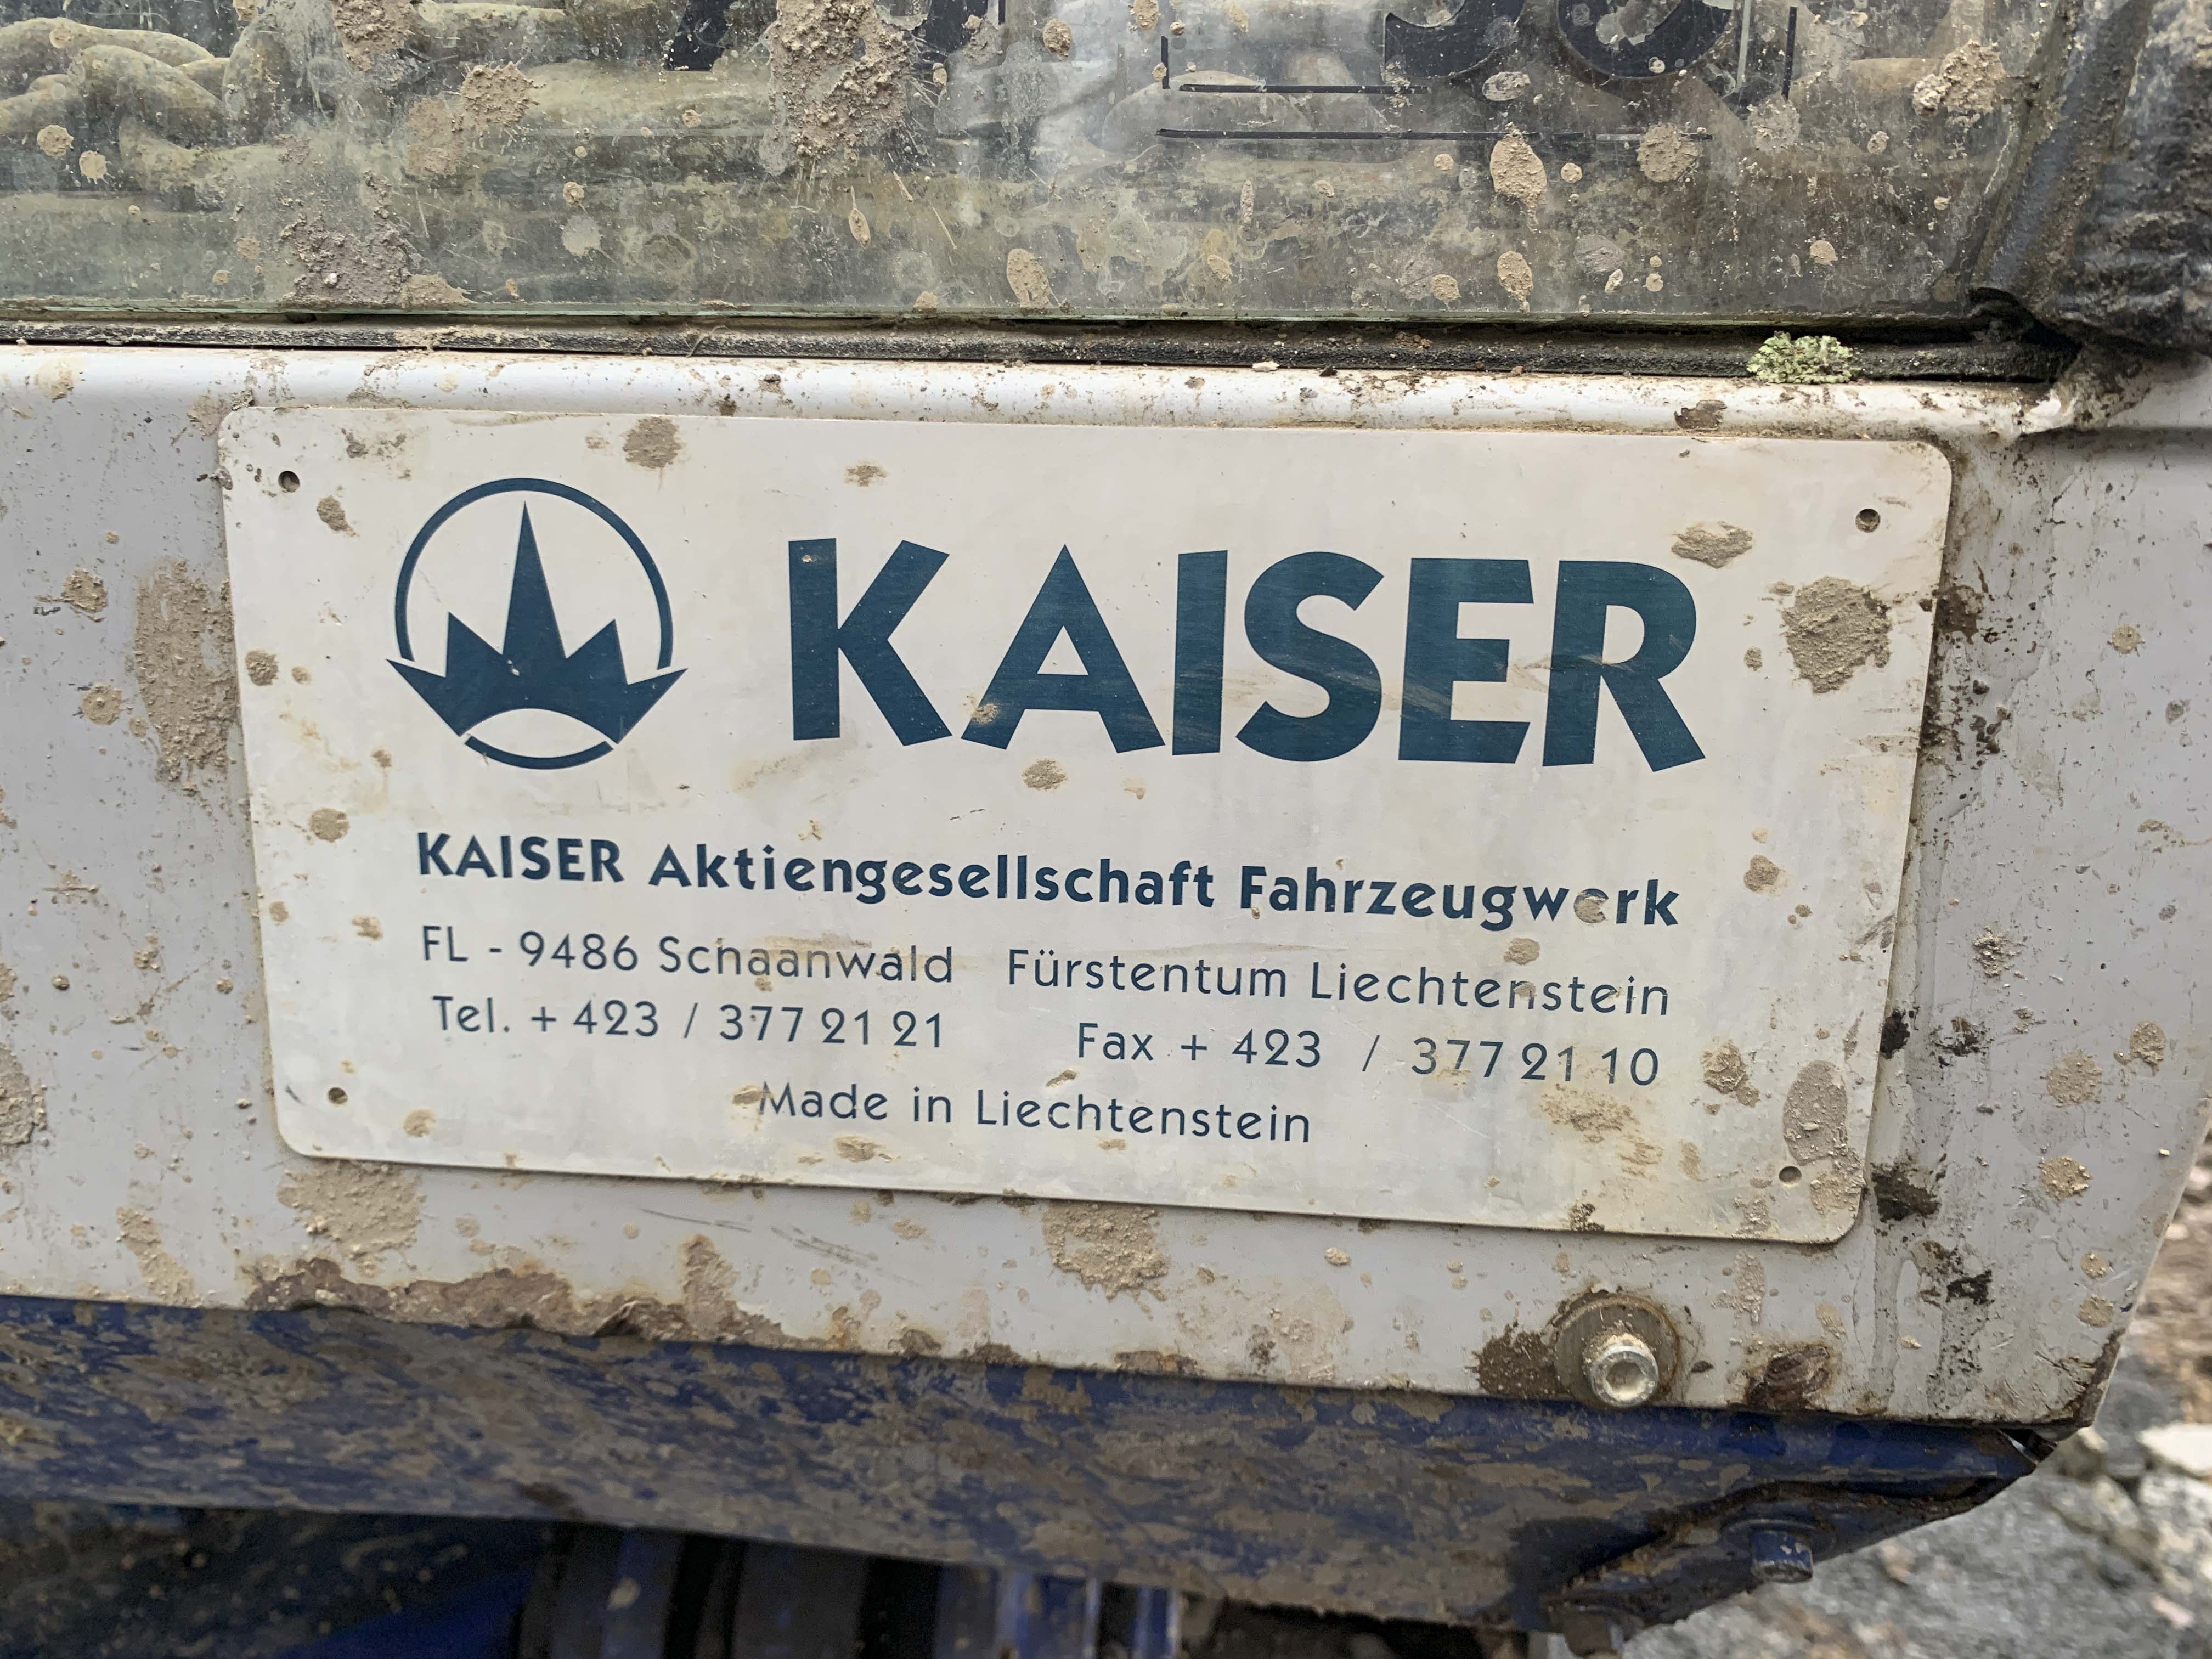 KAISER
KAISER Aktiengesellschaft Fahrzeugwerk
FL - 9486 Schaanwald Fürstentum Liechtenstein
Tel. + 423 / 377 21 21 Fax + 423 / 377 21 10
Made in Liechtenstein